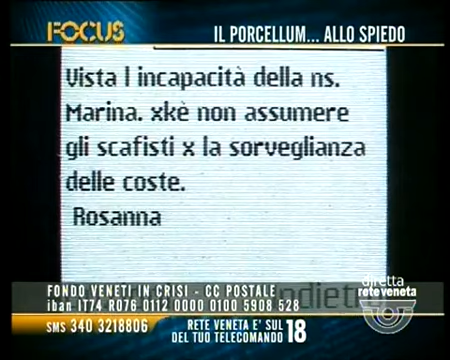 FOCUS
IL PORCELLUM... ALLO SPIEDO
Vista l incapacità della ns.
Marina. xkè non assumere
gli scafisti x la sorveglianza
delle coste.
Rosanna
ndietro
diretta
reteveneta
FONDO VENETI IN CRISI - CC POSTALE
iban IT74 R076 0112 0000 0100 5908 528
SMS 340 3218806
RETE VENETA E' SUL
DEL TUO TELECOMANDO 18